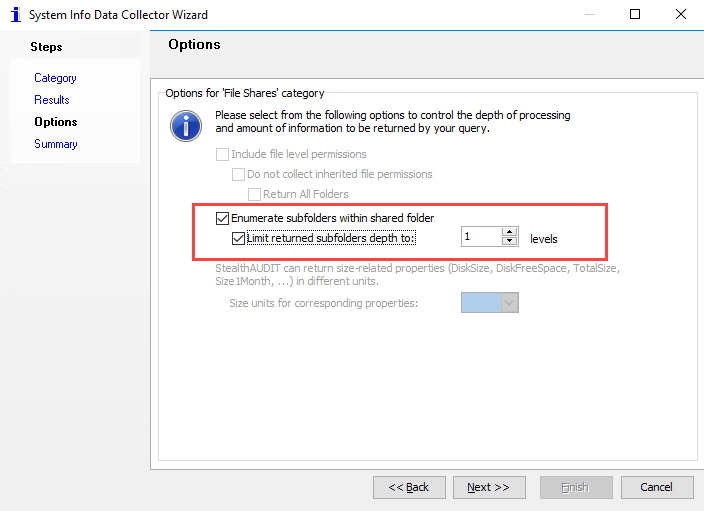 System Info Data Collector Wizard
Steps
Category
Results
Options
Summary
Options
Options for 'File Shares' category
Please select from the following options to control the depth of processing
and amount of information to be returned by your query.
Include file level permissions
Do not collect inherited file permissions
Return All Folders
Enumerate subfolders within shared folder
Limit returned subfolders depth to: 1 levels
StealthAUDIT can return size-related properties (DiskSize, DiskFreeSpace, TotalSize,
Size1Month, ...) in different units.
Size units for corresponding properties:
<< Back Next >> Finish Cancel